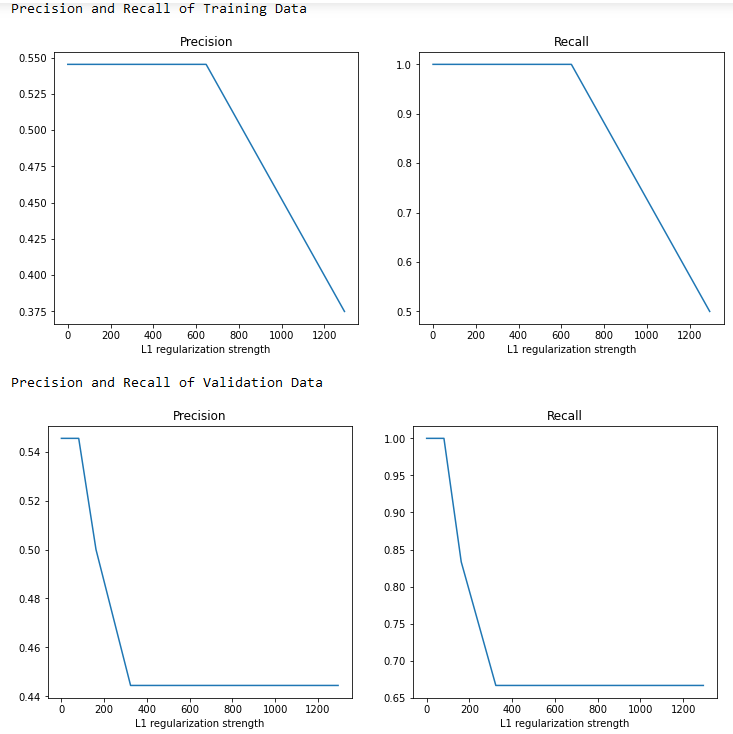 Precision and Recall of Training Data
Precision
Recall
0.550
0.525
0.500
0.475
0.450
0.425
0.400
0.375
0 200 400 600 800 1000 1200
L1 regularization strength
1.0
0.9
0.8
0.7
0.6
0.5
0 200 400 600 800 1000 1200
L1 regularization strength
Precision and Recall of Validation Data
Precision
Recall
0.54
0.52
0.50
0.48
0.46
0.44
0 200 400 600 800 1000 1200
L1 regularization strength
1.00
0.95
0.90
0.85
0.80
0.75
0.70
0.65
0 200 400 600 800 1000 1200
L1 regularization strength